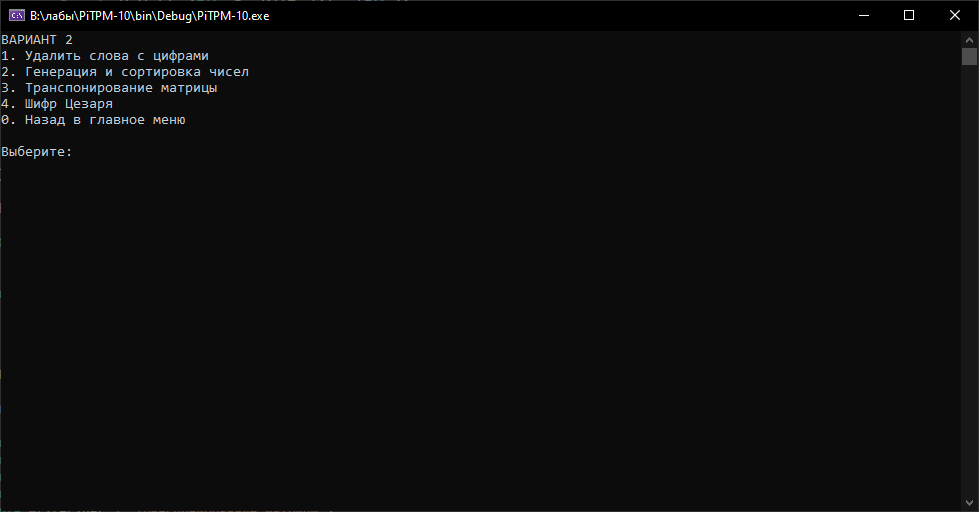 B:\лабы\PiTPM-10\bin\Debug\PiTPM-10.exe
ВАРИАНТ 2
1. Удалить слова с цифрами
2. Генерация и сортировка чисел
3. Транспонирование матрицы
4. Шифр Цезаря
0. Назад в главное меню
Выберите: